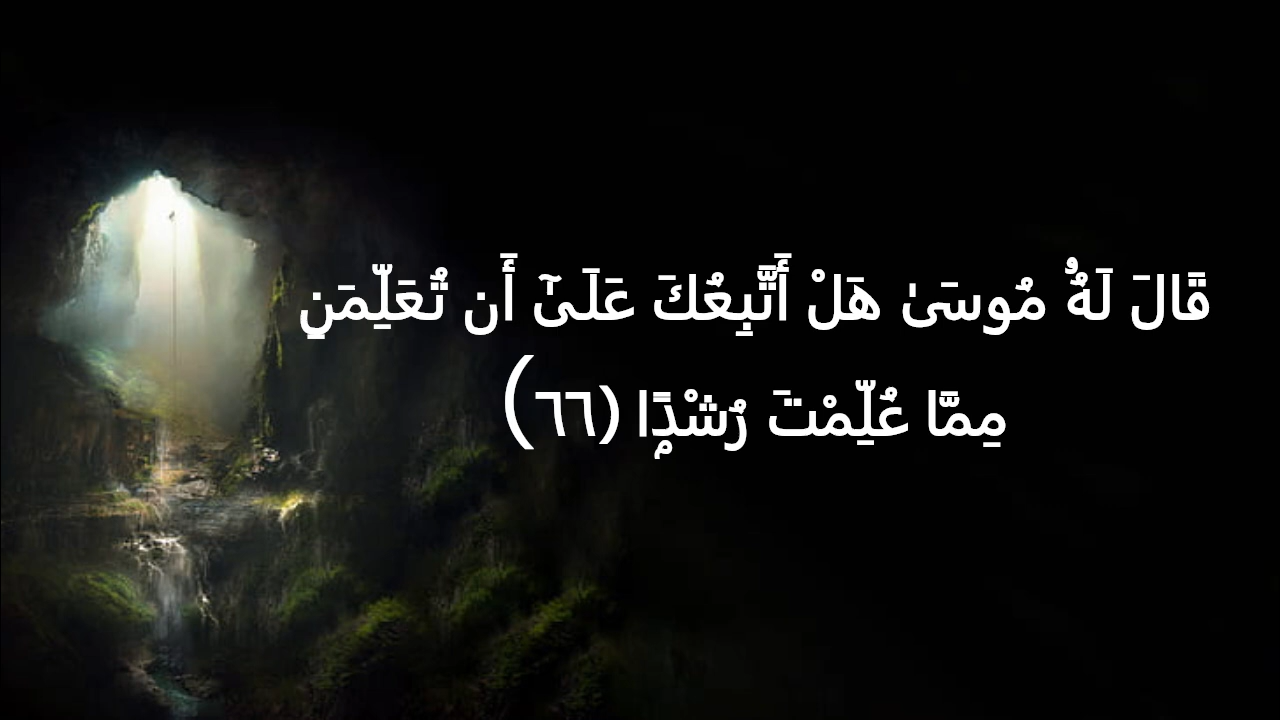 قَالَ لَهُۥ مُوسَىٰ هَلْ أَتَّبِعُكَ عَلَىٰٓ أَن تُعَلِّمَنِ
مِمَّا عُلِّمْتَ رُشْدًۭا (٦٦)